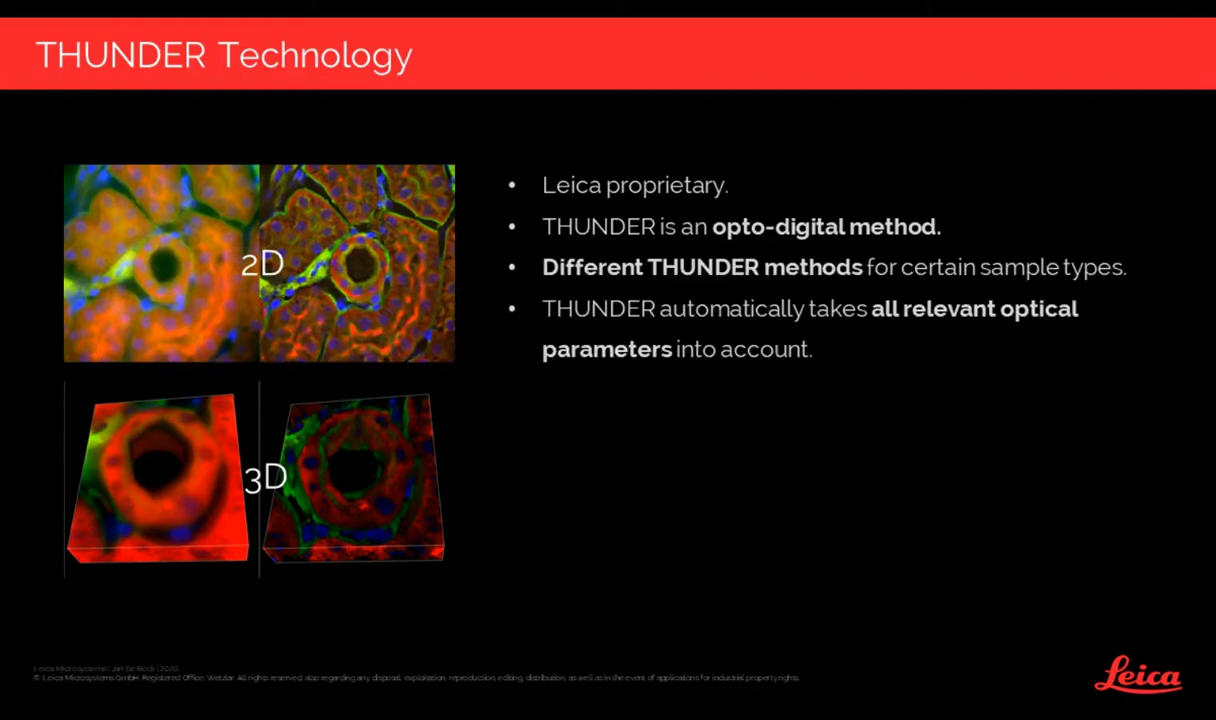 THUNDER Technology
2D
3D
• Leica proprietary.
• THUNDER is an opto-digital method.
• Different THUNDER methods for certain sample types.
• THUNDER automatically takes all relevant optical
parameters into account.
Leica Microsystems | Jan De Bock | 2020
© Leica Microsystems GmbH. Registered Office: Wetzlar. All rights reserved, also regarding any disposal, exploitation, reproduction, editing, distribution, as well as in the event of applications for industrial property rights.
Leica